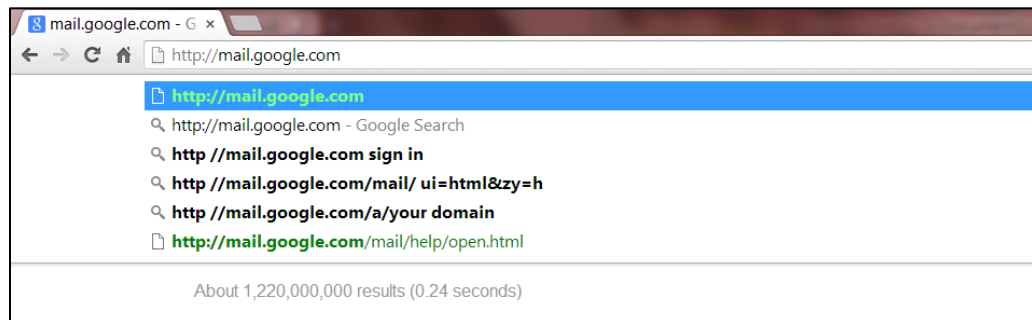 8 mail.google.com - G ×
http://mail.google.com
http://mail.google.com
http://mail.google.com - Google Search
http //mail.google.com sign in
http //mail.google.com/mail/ ui=html&zy=h
http //mail.google.com/a/your domain
http://mail.google.com/mail/help/open.html
About 1,220,000,000 results (0.24 seconds)